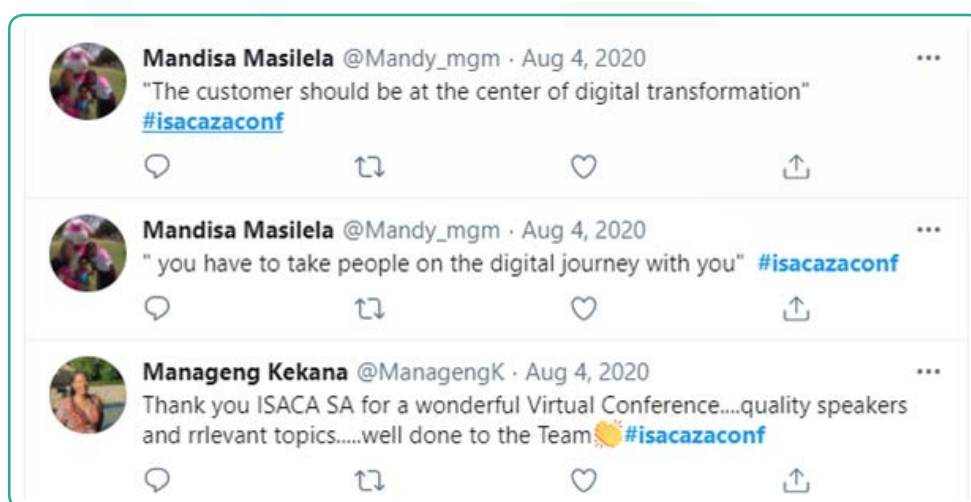 Mandisa Masilela @Mandy_mgm · Aug 4, 2020
"The customer should be at the center of digital transformation"
#isacazaconf
Mandisa Masilela @Mandy_mgm · Aug 4, 2020
" you have to take people on the digital journey with you" #isacazaconf
Manageng Kekana @ManagengK · Aug 4, 2020
Thank you ISACA SA for a wonderful Virtual Conference....quality speakers
and rrlevant topics.....well done to the Team👏#isacazaconf